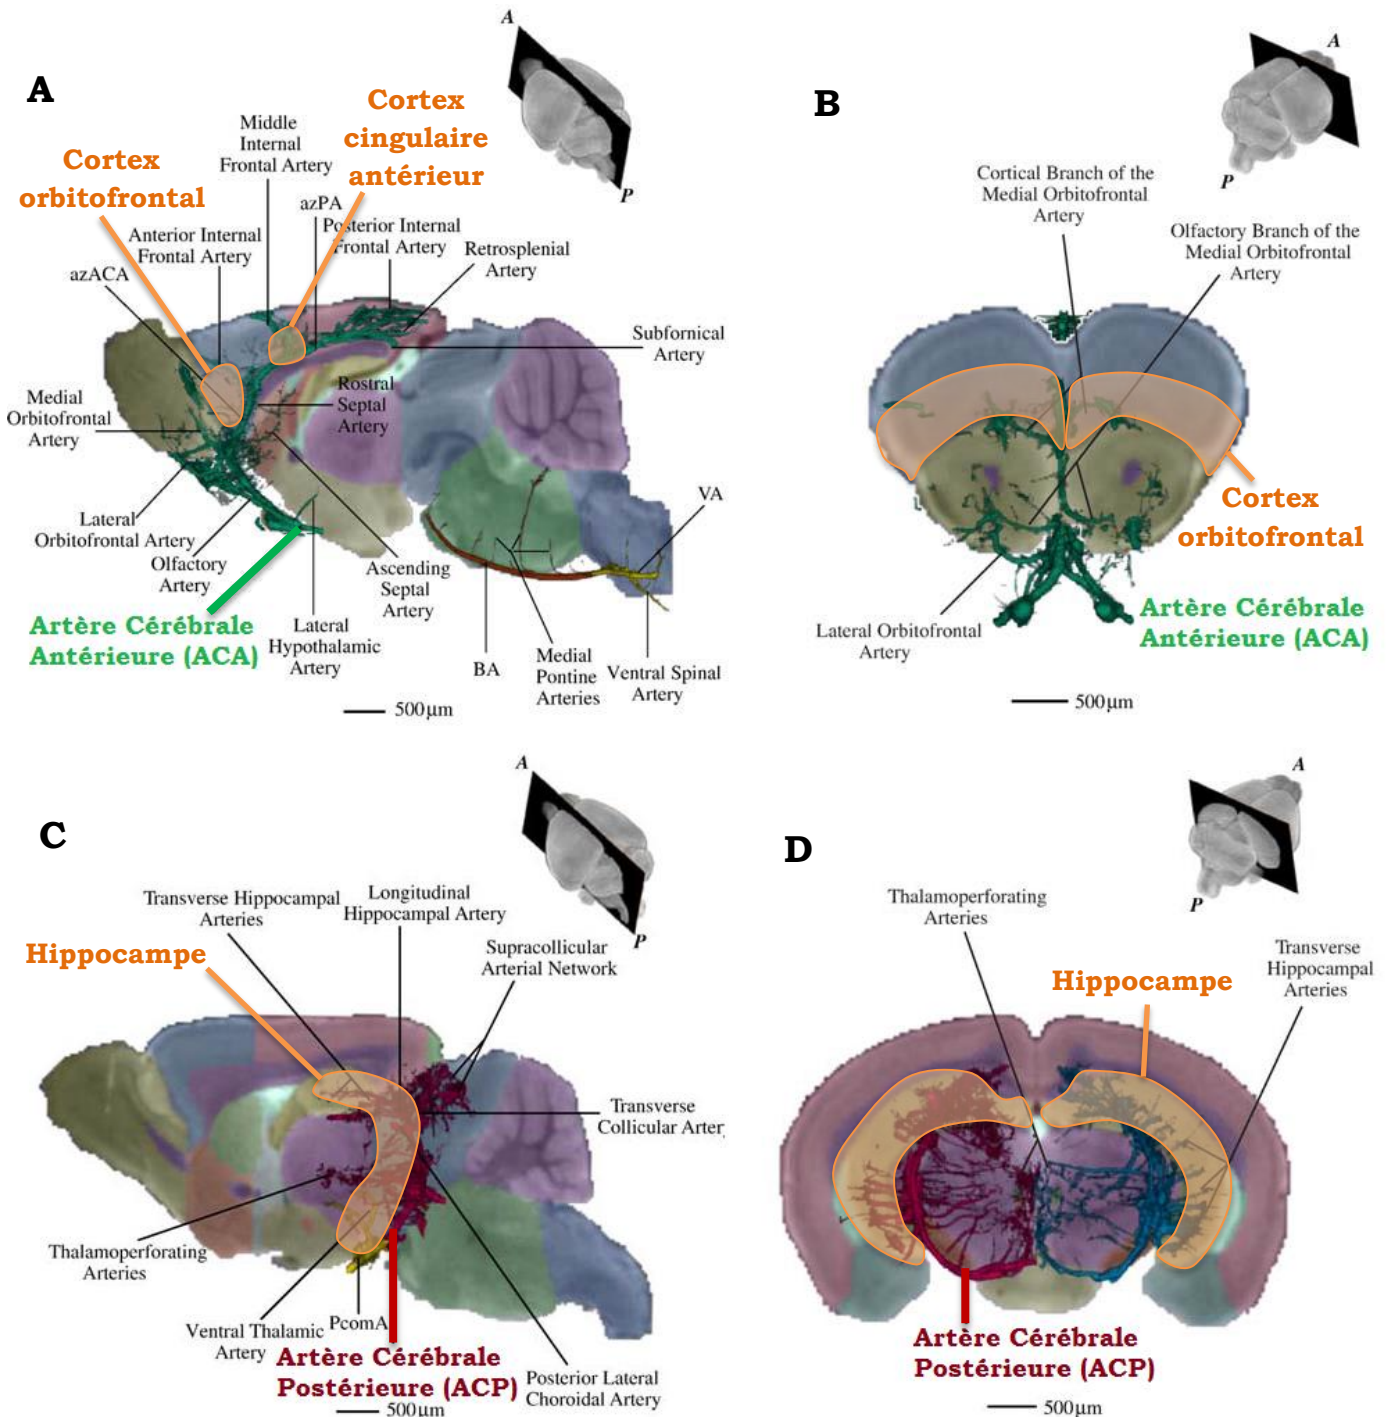 A
A
P
Cortex
cingulaire
antérieur
Middle
Internal
Frontal Artery
Cortex
orbitofrontal
azPA
Posterior Internal
Frontal Artery
Anterior Internal
Frontal Artery
Retrosplenial
Artery
azACA
Subfornical
Artery
Medial
Orbitofrontal
Artery
Rostral
Septal
Artery
VA
Lateral
Orbitofrontal Artery
Olfactory
Artery
Ascending
Septal
Artery
Artère Cérébrale
Antérieure (ACA)
Lateral
Hypothalamic
Artery
BA
Medial
Pontine
Arteries
Ventral Spinal
Artery
500µm
B
A
P
Cortical Branch of the
Medial Orbitofrontal
Artery
Olfactory Branch of the
Medial Orbitofrontal
Artery
Cortex
orbitofrontal
Lateral Orbitofrontal
Artery
Artère Cérébrale
Antérieure (ACA)
500µm
C
A
P
Transverse Hippocampal
Arteries
Longitudinal
Hippocampal Artery
Hippocampe
Supracollicular
Arterial Network
Transverse
Collicular Arter
Thalamoperforating
Arteries
Ventral Thalamic
Artery
PcomA
Artère Cérébrale
Postérieure (ACP)
Posterior Lateral
Choroidal Artery
500µm
D
A
P
Thalamoperforating
Arteries
Hippocampe
Transverse
Hippocampal
Arteries
Artère Cérébrale
Postérieure (ACP)
500µm